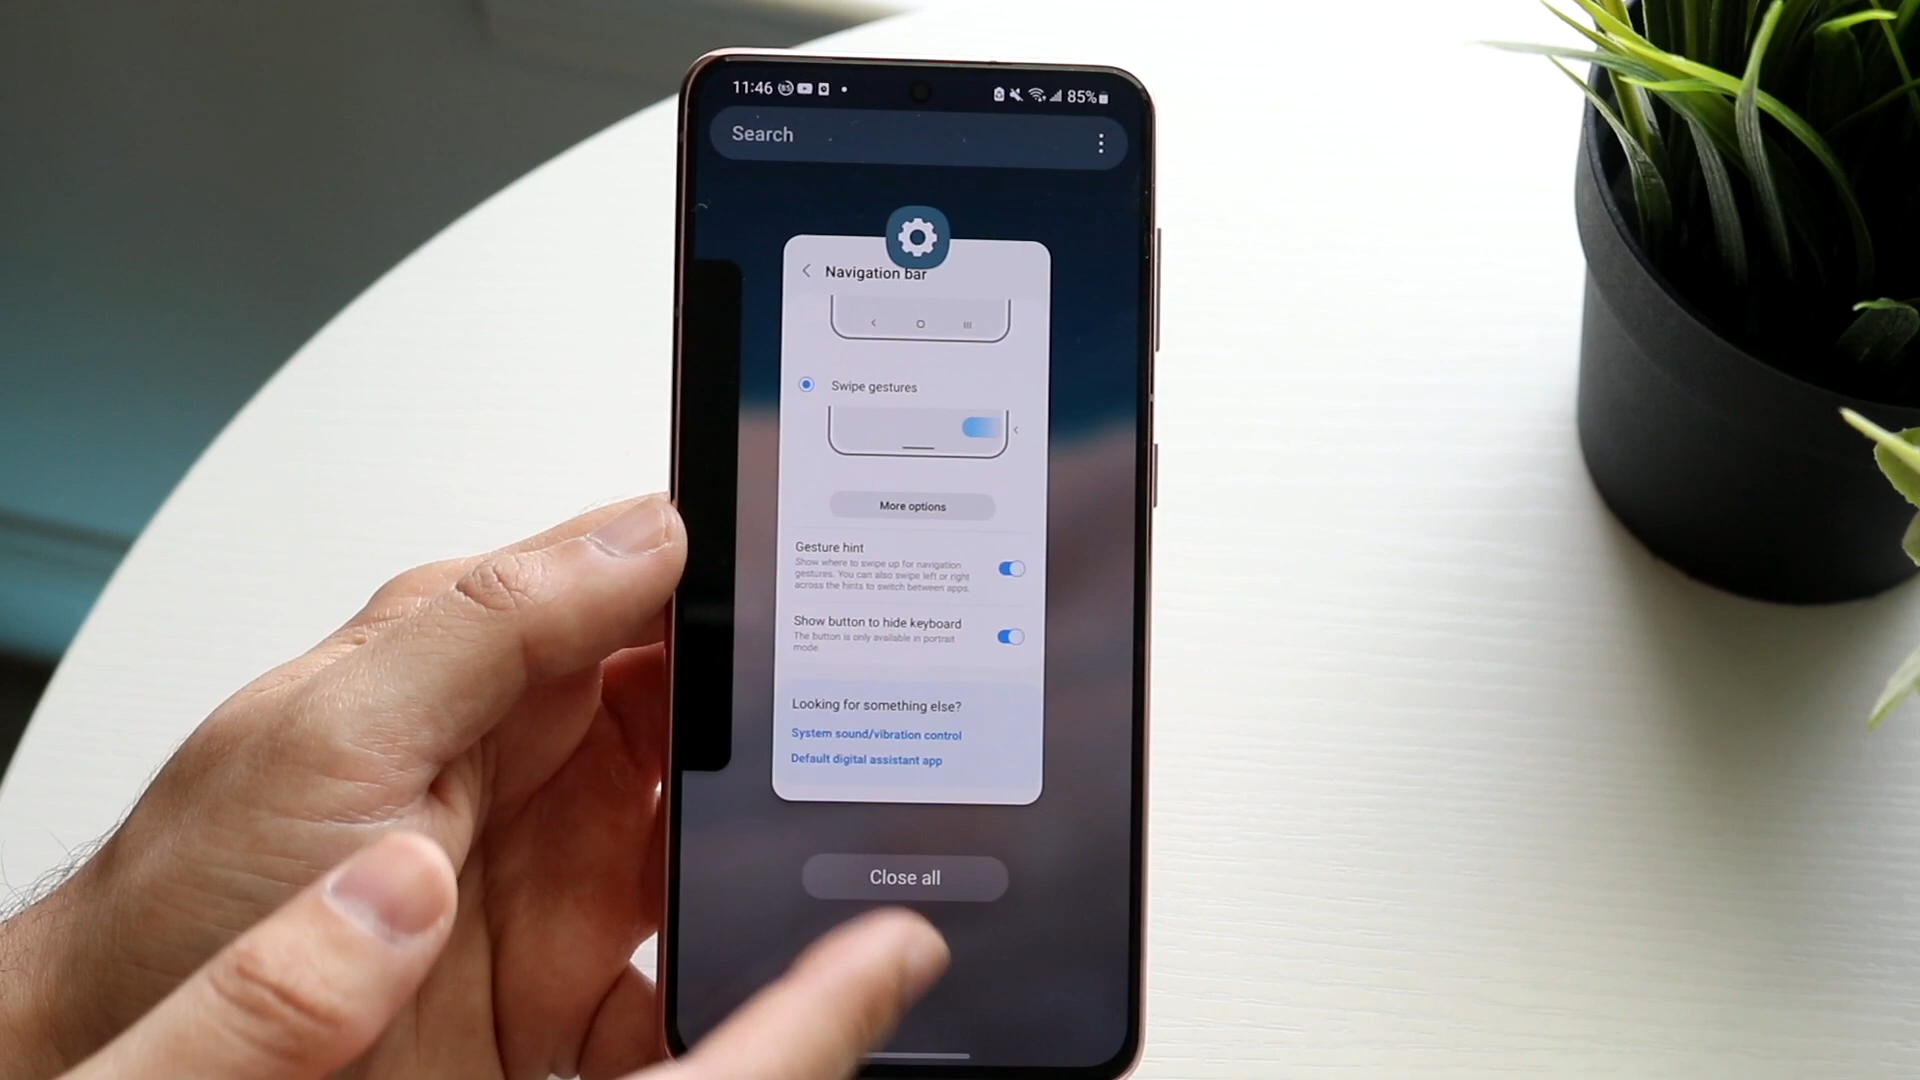 11:46 85%
Search
Navigation bar
Swipe gestures
More options
Gesture hint
Show where to swipe up for navigation
gestures. You can also swipe left or right
across the hints to switch between apps.
Show button to hide keyboard
The button is only available in portrait
mode.
Looking for something else?
System sound/vibration control
Default digital assistant app
Close all